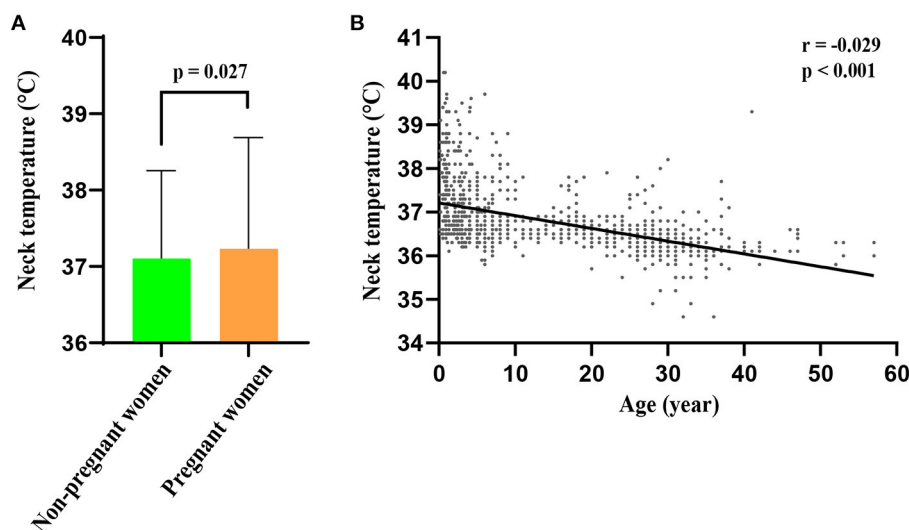 A
Neck temperature (°C)
40
39
38
37
36
p = 0.027
Non-pregnant women
Pregnant women
B
Neck temperature (°C)
41
40
39
38
37
36
35
34
r = -0.029
p < 0.001
0 10 20 30 40 50 60
Age (year)